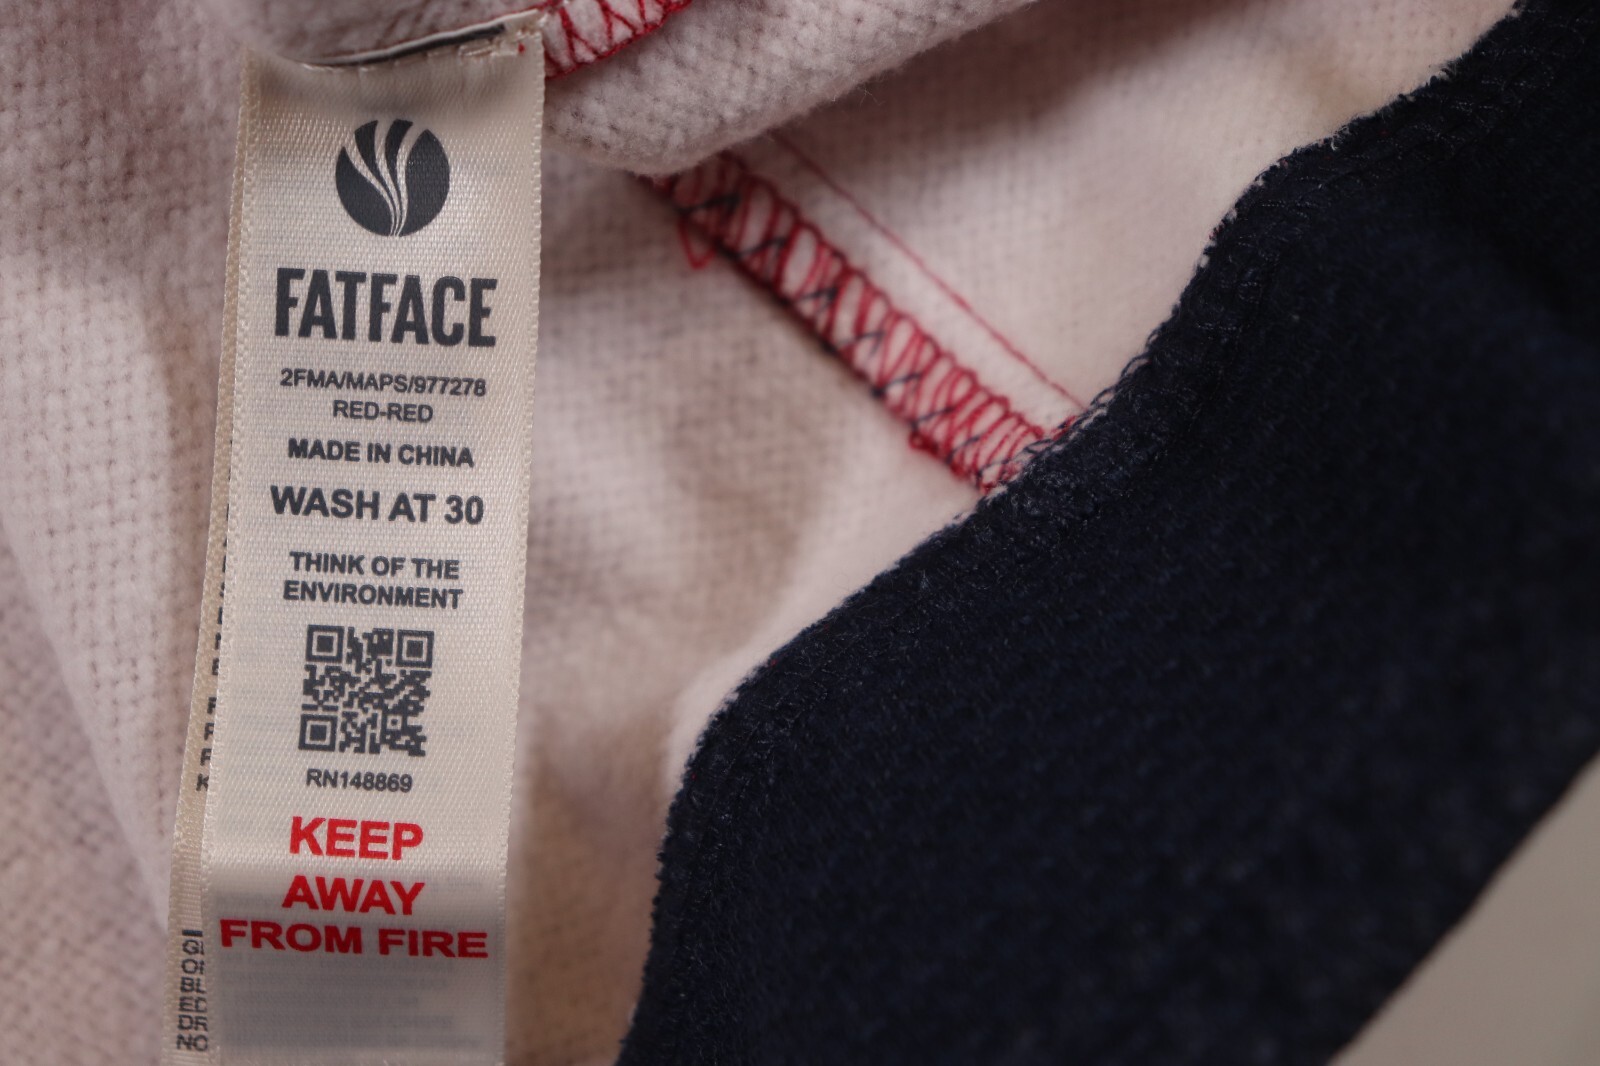 FATFACE
2FMA/MAPS/977278
RED-RED
MADE IN CHINA
WASH AT 30
THINK OF THE
ENVIRONMENT
RN148869
KEEP
AWAY
FROM FIRE